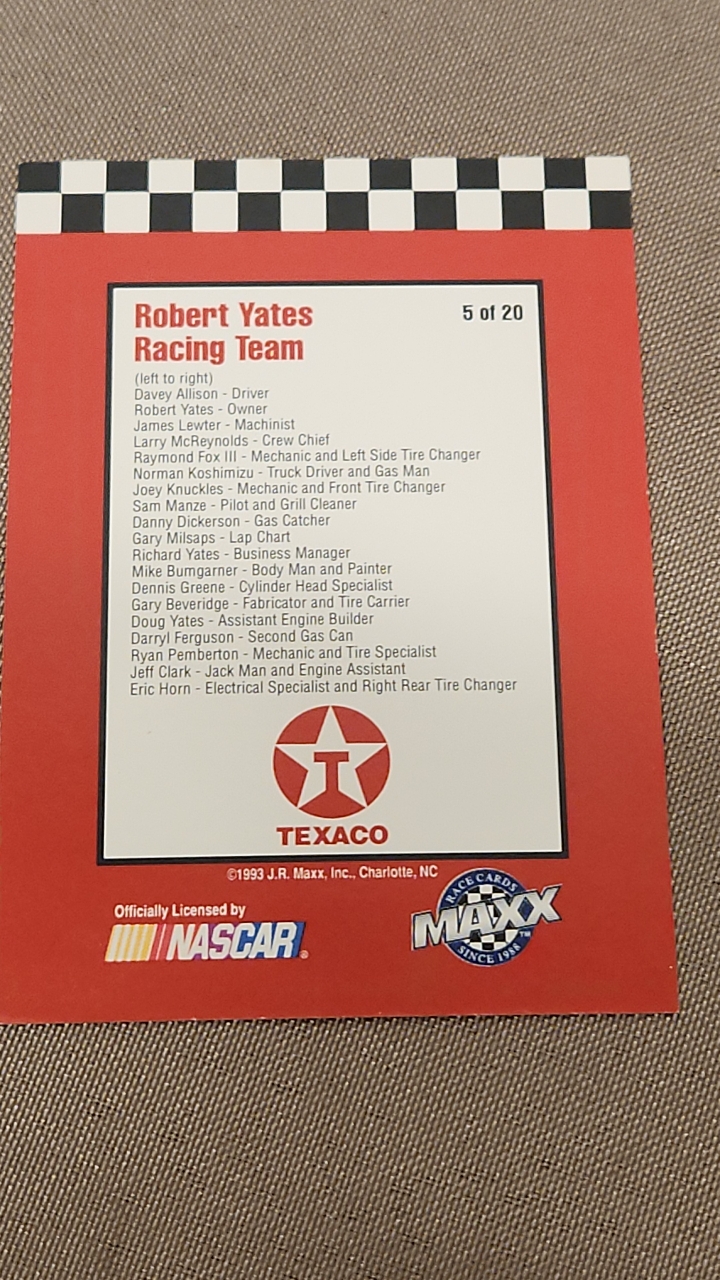 Robert Yates 5 of 20
Racing Team
(left to right)
Davey Allison - Driver
Robert Yates - Owner
James Lewter - Machinist
Larry McReynolds - Crew Chief
Raymond Fox III - Mechanic and Left Side Tire Changer
Norman Koshimizu - Truck Driver and Gas Man
Joey Knuckles - Mechanic and Front Tire Changer
Sam Manze - Pilot and Grill Cleaner
Danny Dickerson - Gas Catcher
Gary Milsaps - Lap Chart
Richard Yates - Business Manager
Mike Bumgarner - Body Man and Painter
Dennis Greene - Cylinder Head Specialist
Gary Beveridge - Fabricator and Tire Carrier
Doug Yates - Assistant Engine Builder
Darryl Ferguson - Second Gas Can
Ryan Pemberton - Mechanic and Tire Specialist
Jeff Clark - Jack Man and Engine Assistant
Eric Horn - Electrical Specialist and Right Rear Tire Changer
T
TEXACO
©1993 J.R. Maxx, Inc., Charlotte, NC
Officially Licensed by
NASCAR®
RACE CARDS
MAXX™
SINCE 1988